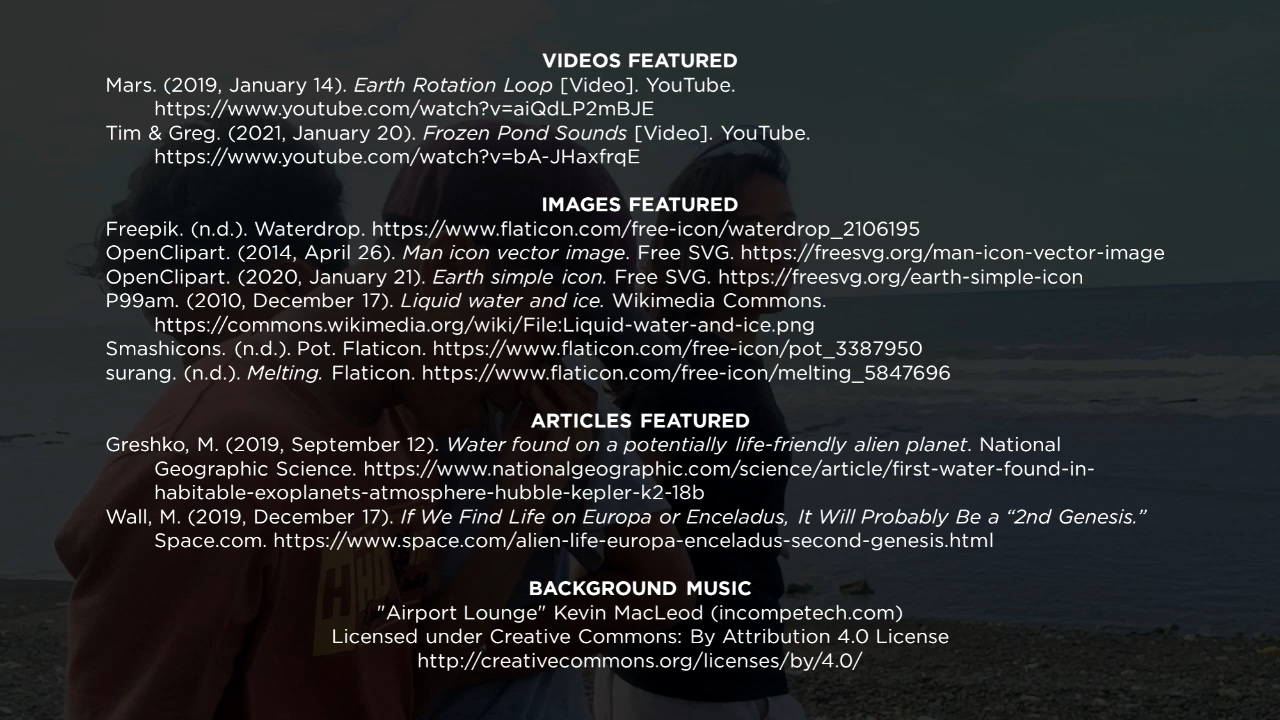 VIDEOS FEATURED
Mars. (2019, January 14). Earth Rotation Loop [Video]. YouTube.
https://www.youtube.com/watch?v=aiQdLP2mBJE
Tim & Greg. (2021, January 20). Frozen Pond Sounds [Video]. YouTube.
https://www.youtube.com/watch?v=bA-JHaxfrqE
IMAGES FEATURED
Freepik. (n.d.). Waterdrop. https://www.flaticon.com/free-icon/waterdrop_2106195
OpenClipart. (2014, April 26). Man icon vector image. Free SVG. https://freesvg.org/man-icon-vector-image
OpenClipart. (2020, January 21). Earth simple icon. Free SVG. https://freesvg.org/earth-simple-icon
P99am. (2010, December 17). Liquid water and ice. Wikimedia Commons.
https://commons.wikimedia.org/wiki/File:Liquid-water-and-ice.png
Smashicons. (n.d.). Pot. Flaticon. https://www.flaticon.com/free-icon/pot_3387950
surang. (n.d.). Melting. Flaticon. https://www.flaticon.com/free-icon/melting_5847696
ARTICLES FEATURED
Greshko, M. (2019, September 12). Water found on a potentially life-friendly alien planet. National
Geographic Science. https://www.nationalgeographic.com/science/article/first-water-found-in-
habitable-exoplanets-atmosphere-hubble-kepler-k2-18b
Wall, M. (2019, December 17). If We Find Life on Europa or Enceladus, It Will Probably Be a “2nd Genesis.”
Space.com. https://www.space.com/alien-life-europa-enceladus-second-genesis.html
BACKGROUND MUSIC
"Airport Lounge" Kevin MacLeod (incompetech.com)
Licensed under Creative Commons: By Attribution 4.0 License
http://creativecommons.org/licenses/by/4.0/